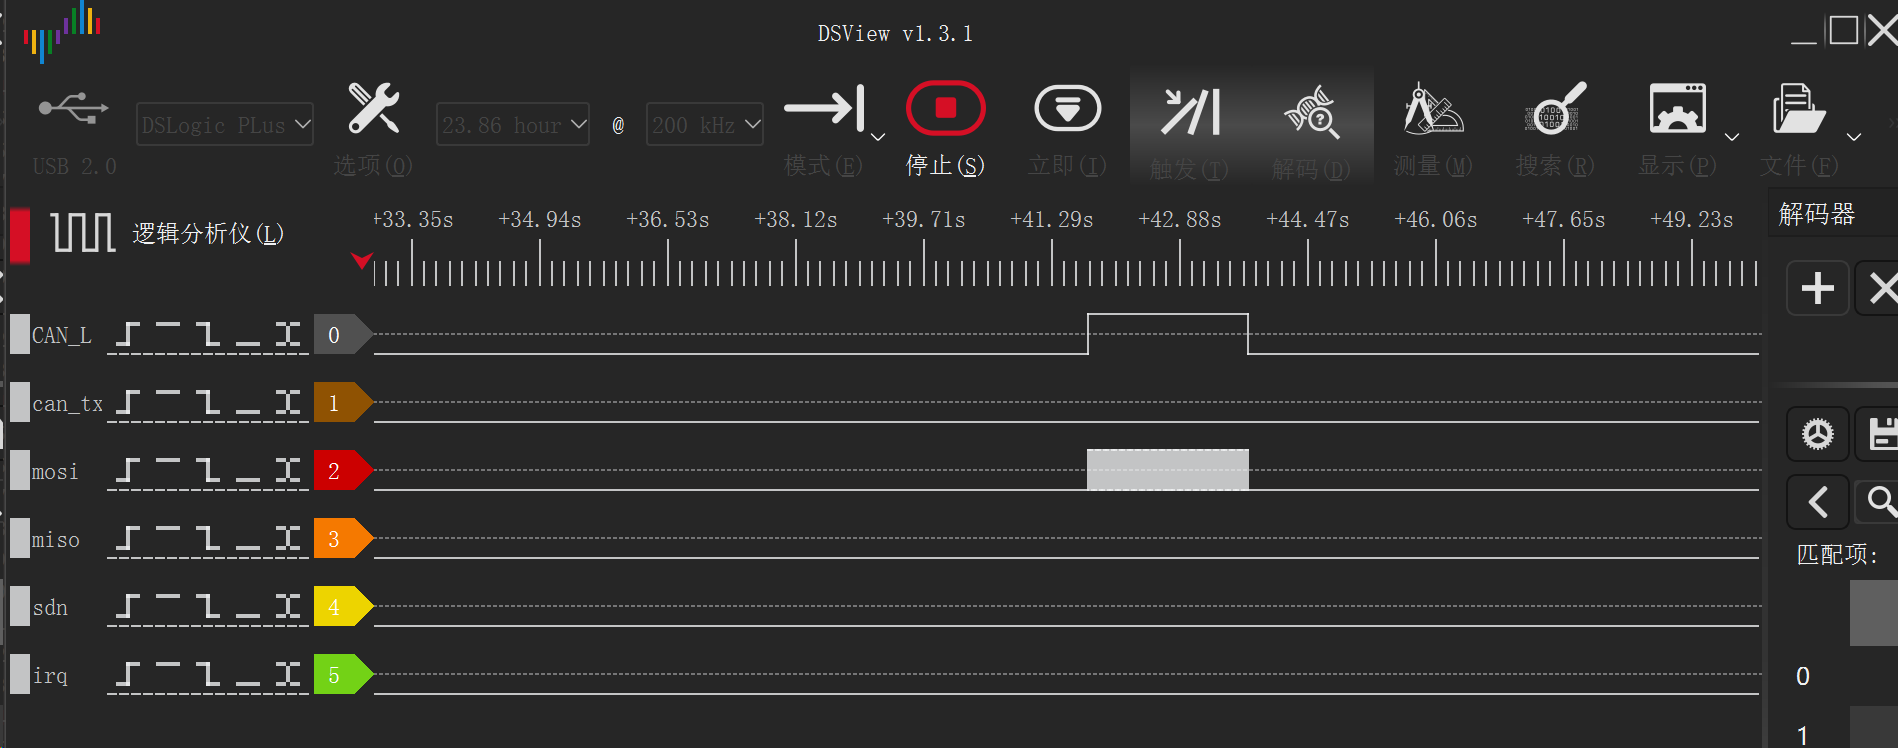 DSView v1.3.1
DSLogic PLus
23.86 hour
@
200 kHz
USB 2.0
选项(O)
模式(E)
停止(S)
立即(I)
触发(T)
解码(D)
测量(M)
搜索(R)
显示(P)
文件(F)
逻辑分析仪(L)
+33.35s +34.94s +36.53s +38.12s +39.71s +41.29s +42.88s +44.47s +46.06s +47.65s +49.23s
解码器
CAN_L 0
can_tx 1
mosi 2
miso 3
sdn 4
irq 5
匹配项:
0
1